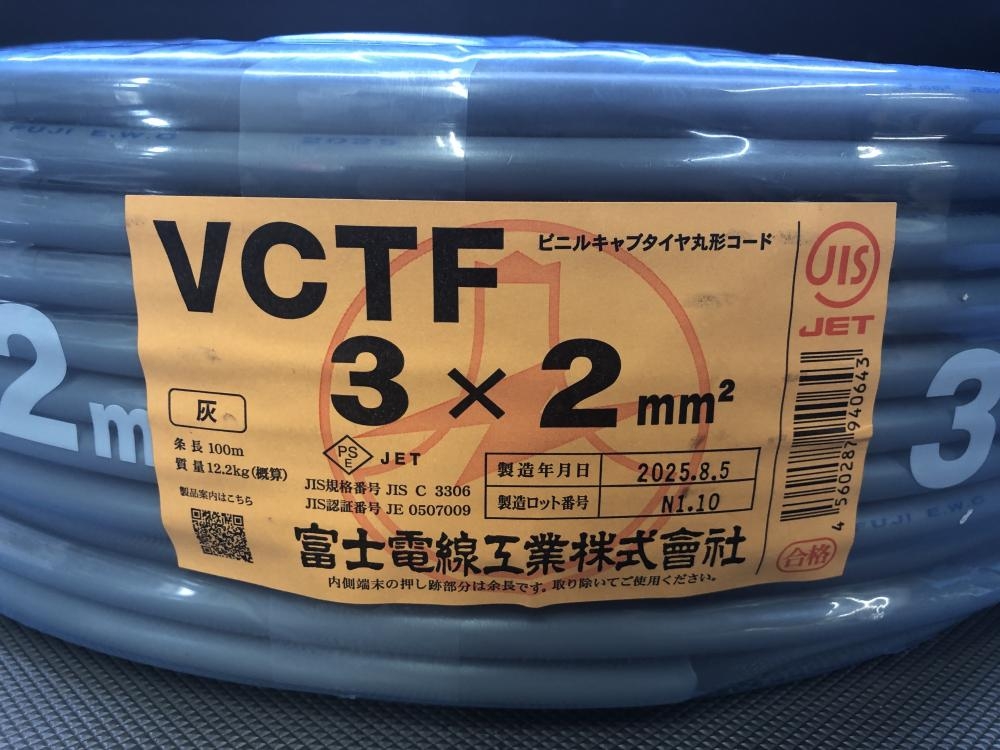 FUJI E.W.C
2025
VCTF
ビニルキャブタイヤ丸形コード
3×2mm²
JIS
JET
灰
条長 100m
質量 12.2kg(概算)
製品案内はこちら
PS
E
JET
JIS規格番号 JIS C 3306
JIS認証番号 JE 0507009
製造年月日 2025.8.5
製造ロット番号 N1.10
4560287940643
富士電線工業株式會社
内側端末の押し跡部分は余長です。取り除いてご使用ください。
合格
2m
3
FUJI E.W.